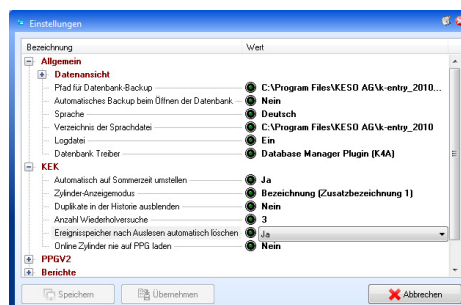 Einstellungen
Bezeichnung Wert
Allgemein
Datenansicht
Pfad für Datenbank-Backup C:\Program Files\KESO AG\k-entry_2010...
Automatisches Backup beim Öffnen der Datenbank Nein
Sprache Deutsch
Verzeichnis der Sprachdatei C:\Program Files\KESO AG\k-entry_2010
Logdatei Ein
Datenbank Treiber Database Manager Plugin (K4A)
KEK
Automatisch auf Sommerzeit umstellen Ja
Zylinder-Anzeigemodus Bezeichnung (Zusatzbezeichnung 1)
Duplikate in der Historie ausblenden Nein
Anzahl Wiederholversuche 3
Ereignisspeicher nach Auslesen automatisch löschen Ja
Online Zylinder nie auf PPG laden Nein
PPGV2
Berichte
Speichern Übernehmen Abbrechen